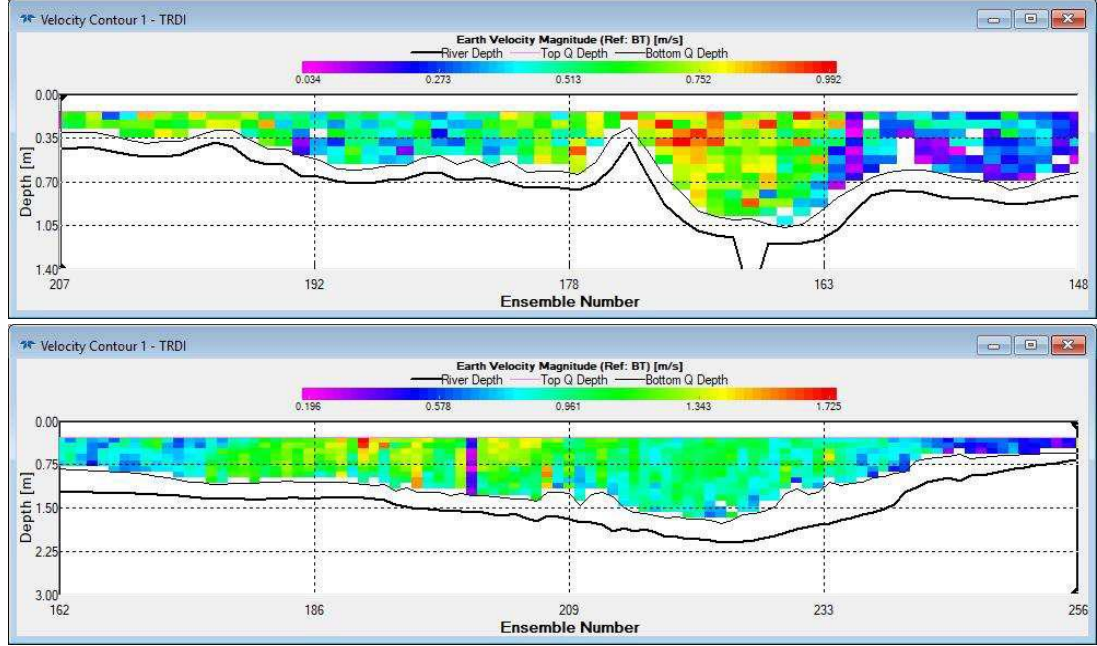 Velocity Contour 1 - TRDI
Earth Velocity Magnitude (Ref: BT) [m/s]
River Depth Top Q Depth Bottom Q Depth
0.034 0.273 0.513 0.752 0.992
0.00
0.35
0.70
1.05
1.40
Depth [m]
207 192 178 163 148
Ensemble Number
Velocity Contour 1 - TRDI
Earth Velocity Magnitude (Ref: BT) [m/s]
River Depth Top Q Depth Bottom Q Depth
0.196 0.578 0.961 1.343 1.725
0.00
0.75
1.50
2.25
3.00
Depth [m]
162 186 209 233 256
Ensemble Number